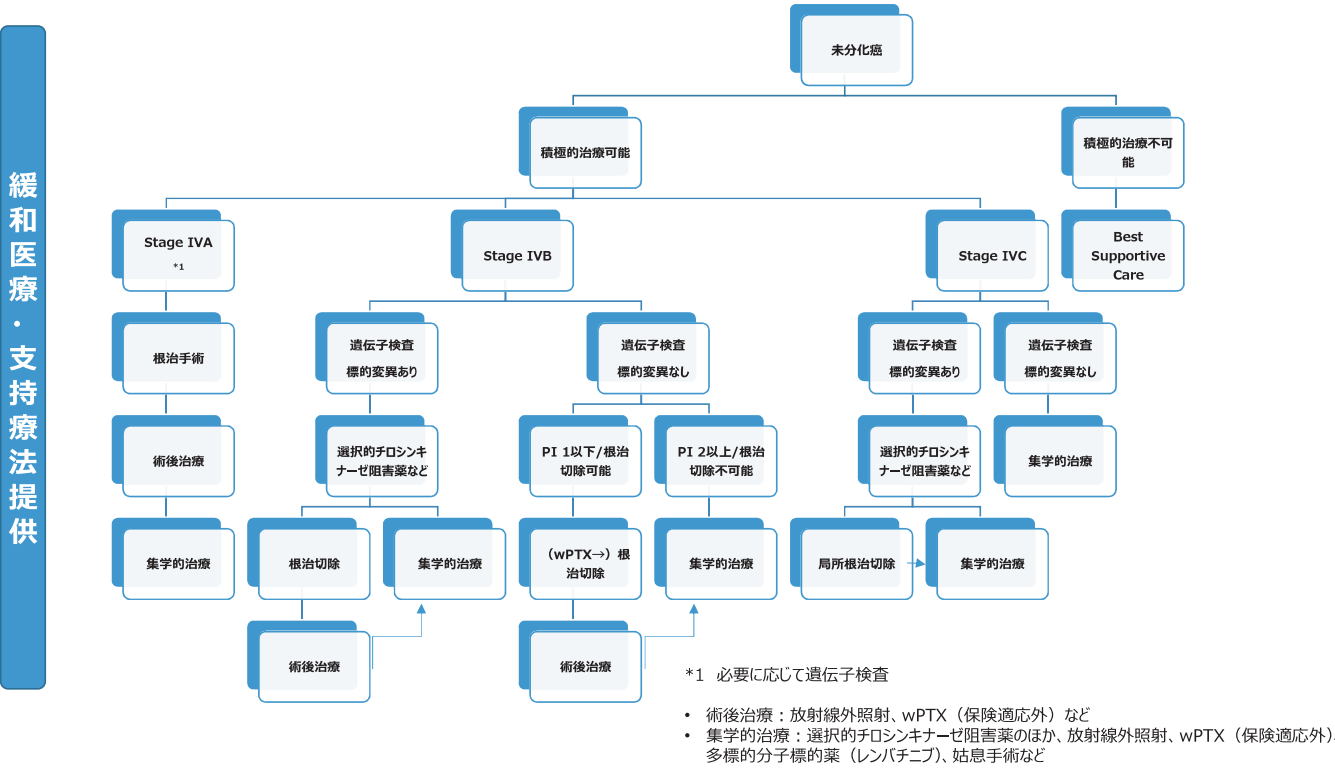 緩和医療・支持療法提供
未分化癌
積極的治療可能
積極的治療不可
能
Stage IVA
*1
Stage IVB
Stage IVC
Best
Supportive
Care
根治手術
遺伝子検査
標的変異あり
遺伝子検査
標的変異なし
遺伝子検査
標的変異あり
遺伝子検査
標的変異なし
術後治療
選択的チロシンキ
ナーゼ阻害薬など
PI 1以下/根治
切除可能
PI 2以上/根治
切除不可能
選択的チロシンキ
ナーゼ阻害薬など
集学的治療
集学的治療
根治切除
集学的治療
（wPTX→）根
治切除
集学的治療
局所根治切除
集学的治療
術後治療
術後治療
*1 必要に応じて遺伝子検査
• 術後治療：放射線外照射、wPTX（保険適応外）など
• 集学的治療：選択的チロシンキナーゼ阻害薬のほか、放射線外照射、wPTX（保険適応外）、
多標的分子標的薬（レンバチニブ）、姑息手術など